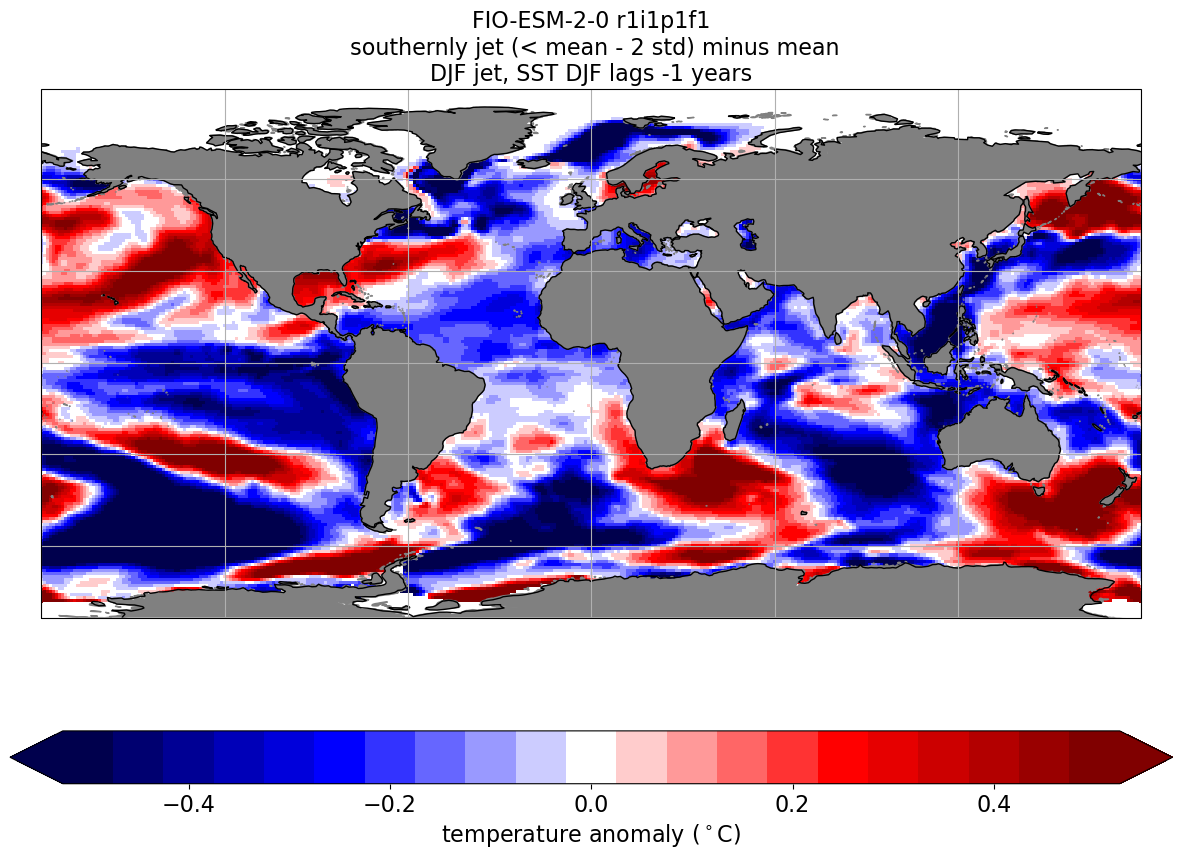 FIO-ESM-2-0 r1i1p1f1
southernly jet (< mean - 2 std) minus mean
DJF jet, SST DJF lags -1 years
−0.4 −0.2 0.0 0.2 0.4
temperature anomaly (°C)